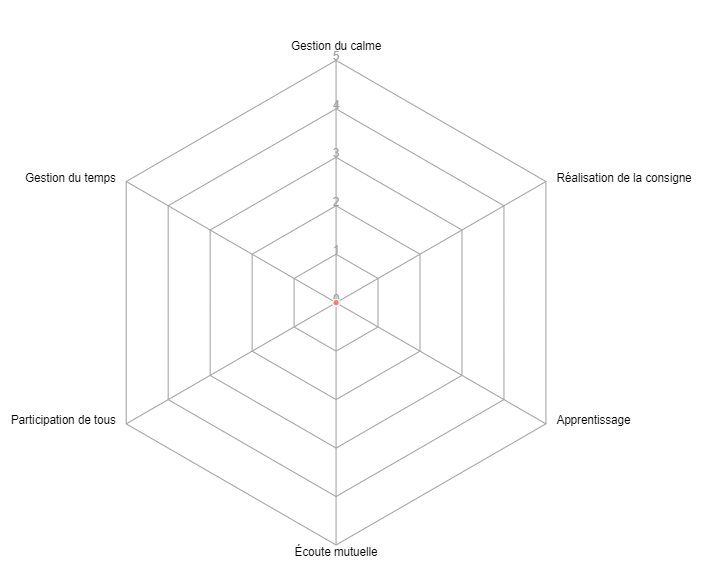 Gestion du calme
5
4
Gestion du temps
3
Réalisation de la consigne
2
1
0
Participation de tous
Apprentissage
Écoute mutuelle